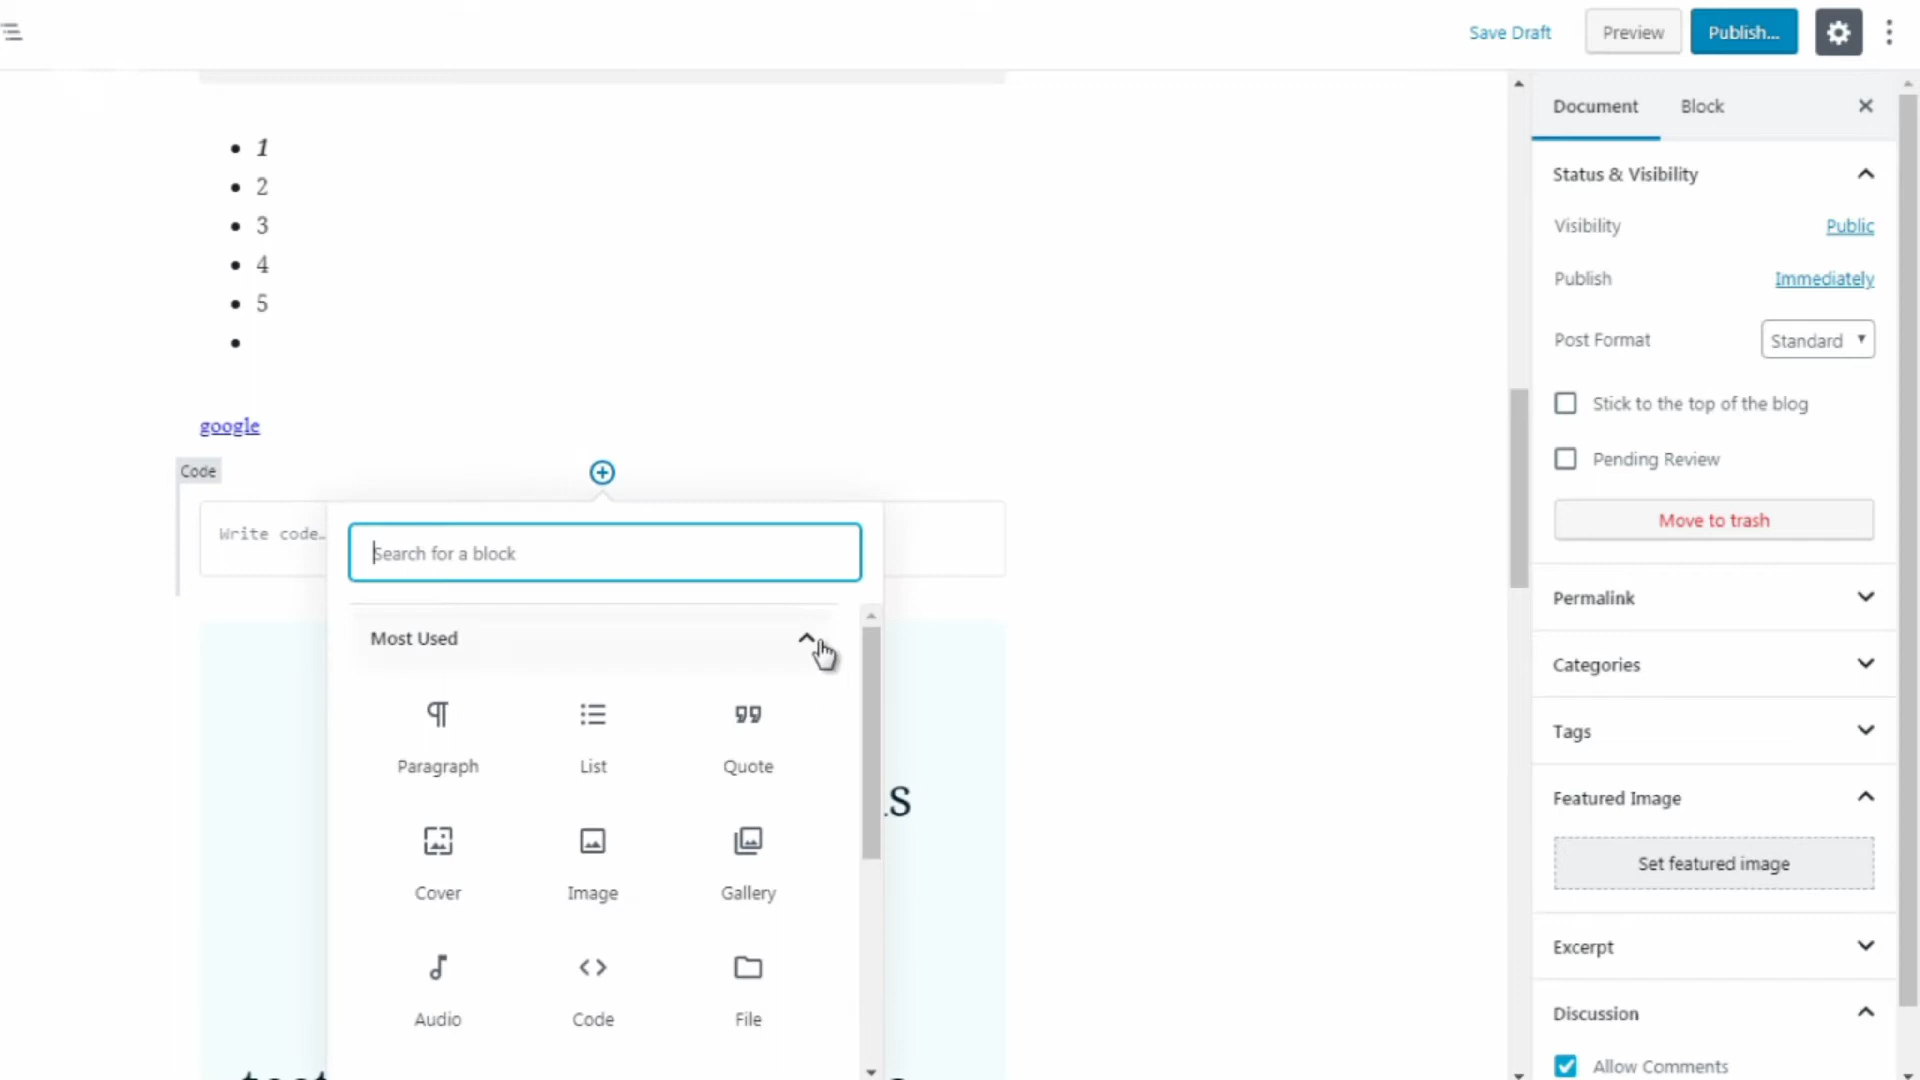 Save Draft
Preview
Publish...
1
2
3
4
5
google
Code
Write code…
Search for a block
Most Used
Paragraph
List
Quote
Cover
Image
Gallery
Audio
Code
File
Document
Block
Status & Visibility
Visibility
Public
Publish
Immediately
Post Format
Standard
Stick to the top of the blog
Pending Review
Move to trash
Permalink
Categories
Tags
Featured Image
Set featured image
Excerpt
Discussion
Allow Comments